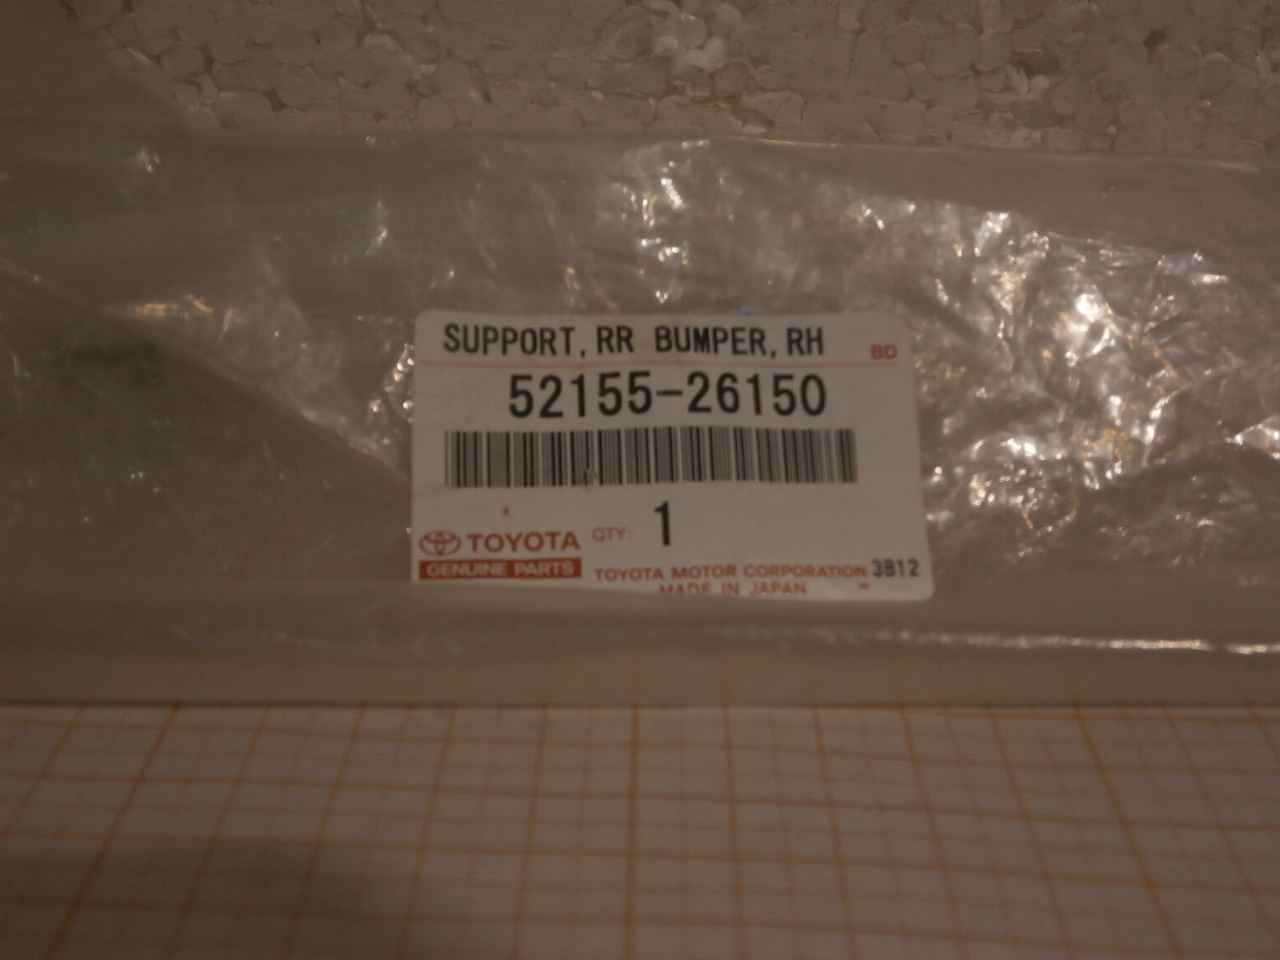 SUPPORT, RR BUMPER, RH BD
52155-26150
QTY: 1
TOYOTA
GENUINE PARTS
TOYOTA MOTOR CORPORATION 3B12
MADE IN JAPAN